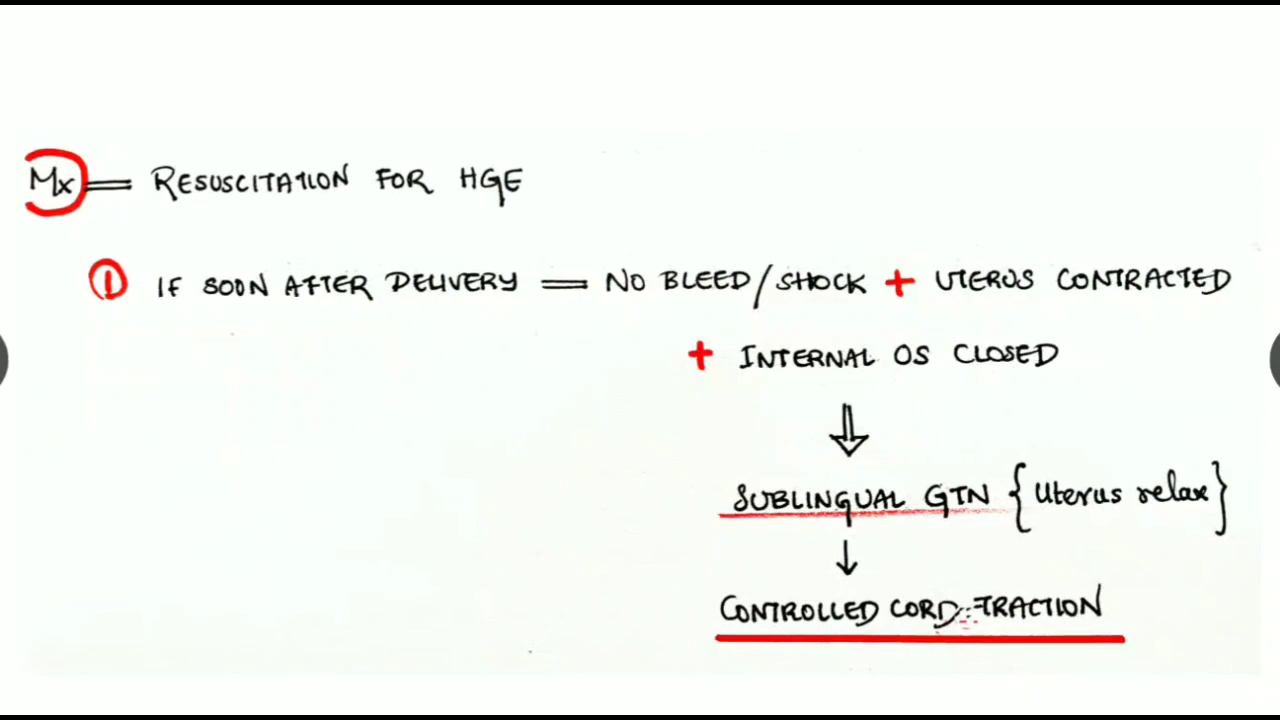 Mx = RESUSCITATION FOR HGE
① IF SOON AFTER DELIVERY = NO BLEED/SHOCK + UTERUS CONTRACTED
+ INTERNAL OS CLOSED
⇓
SUBLINGUAL GTN {Uterus relax}
↓
CONTROLLED CORD TRACTION